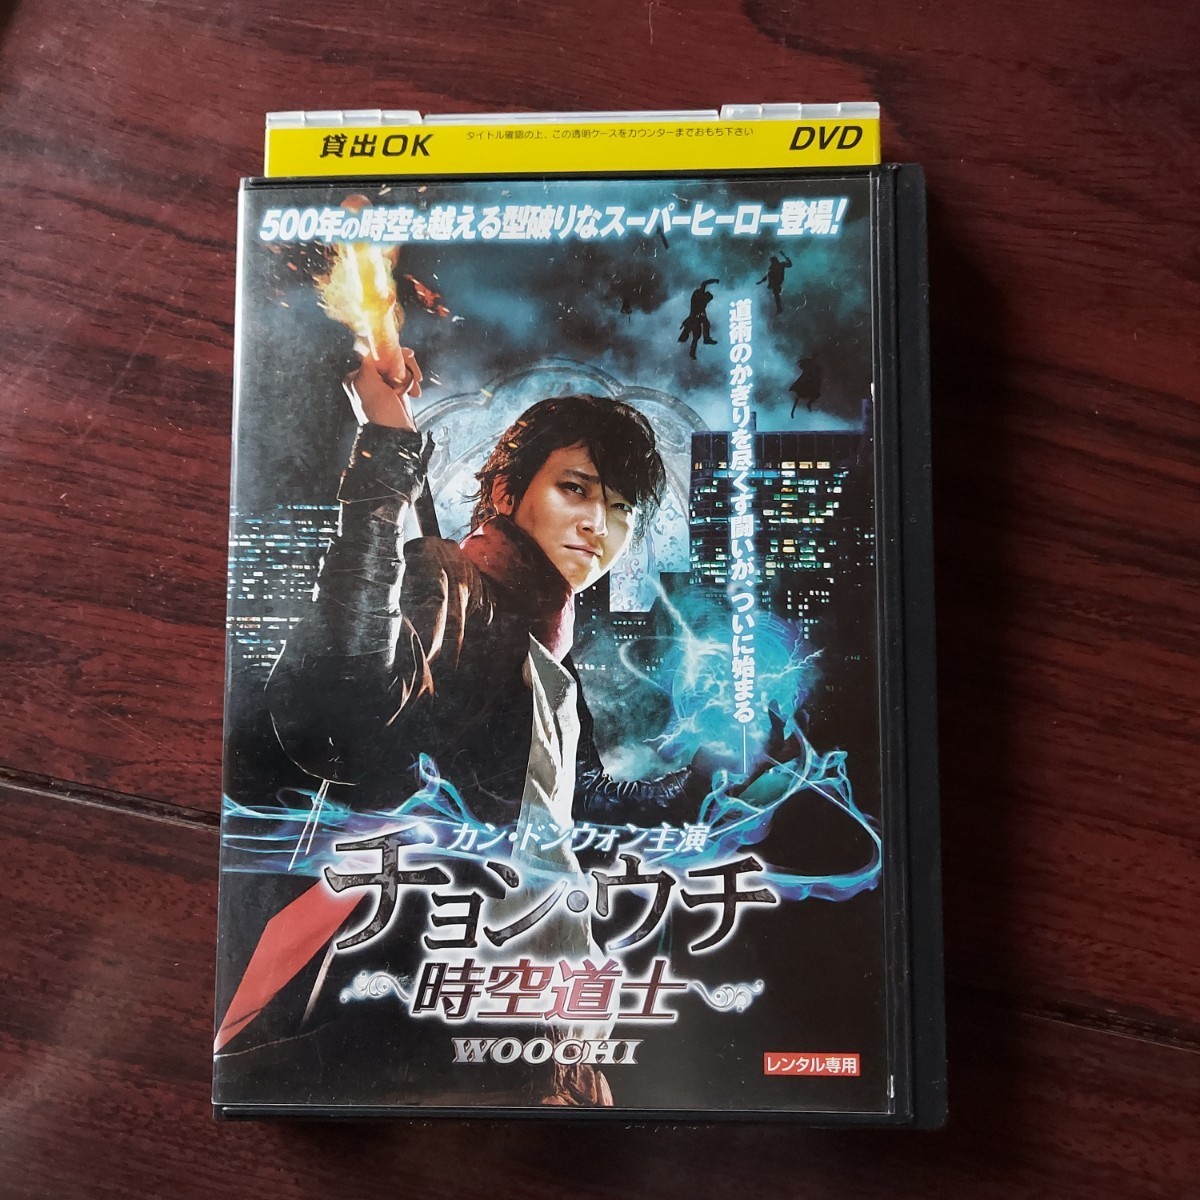 貸出OK
タイトル確認の上、この透明ケースをカウンターまでおもち下さい
DVD
500年の時空を越える型破りなスーパーヒーロー登場!
道術のかぎりを尽くす闘いが、ついに始まる──
カン・ドンウォン主演
チョン・ウチ
時空道士
WOOCHI
レンタル専用